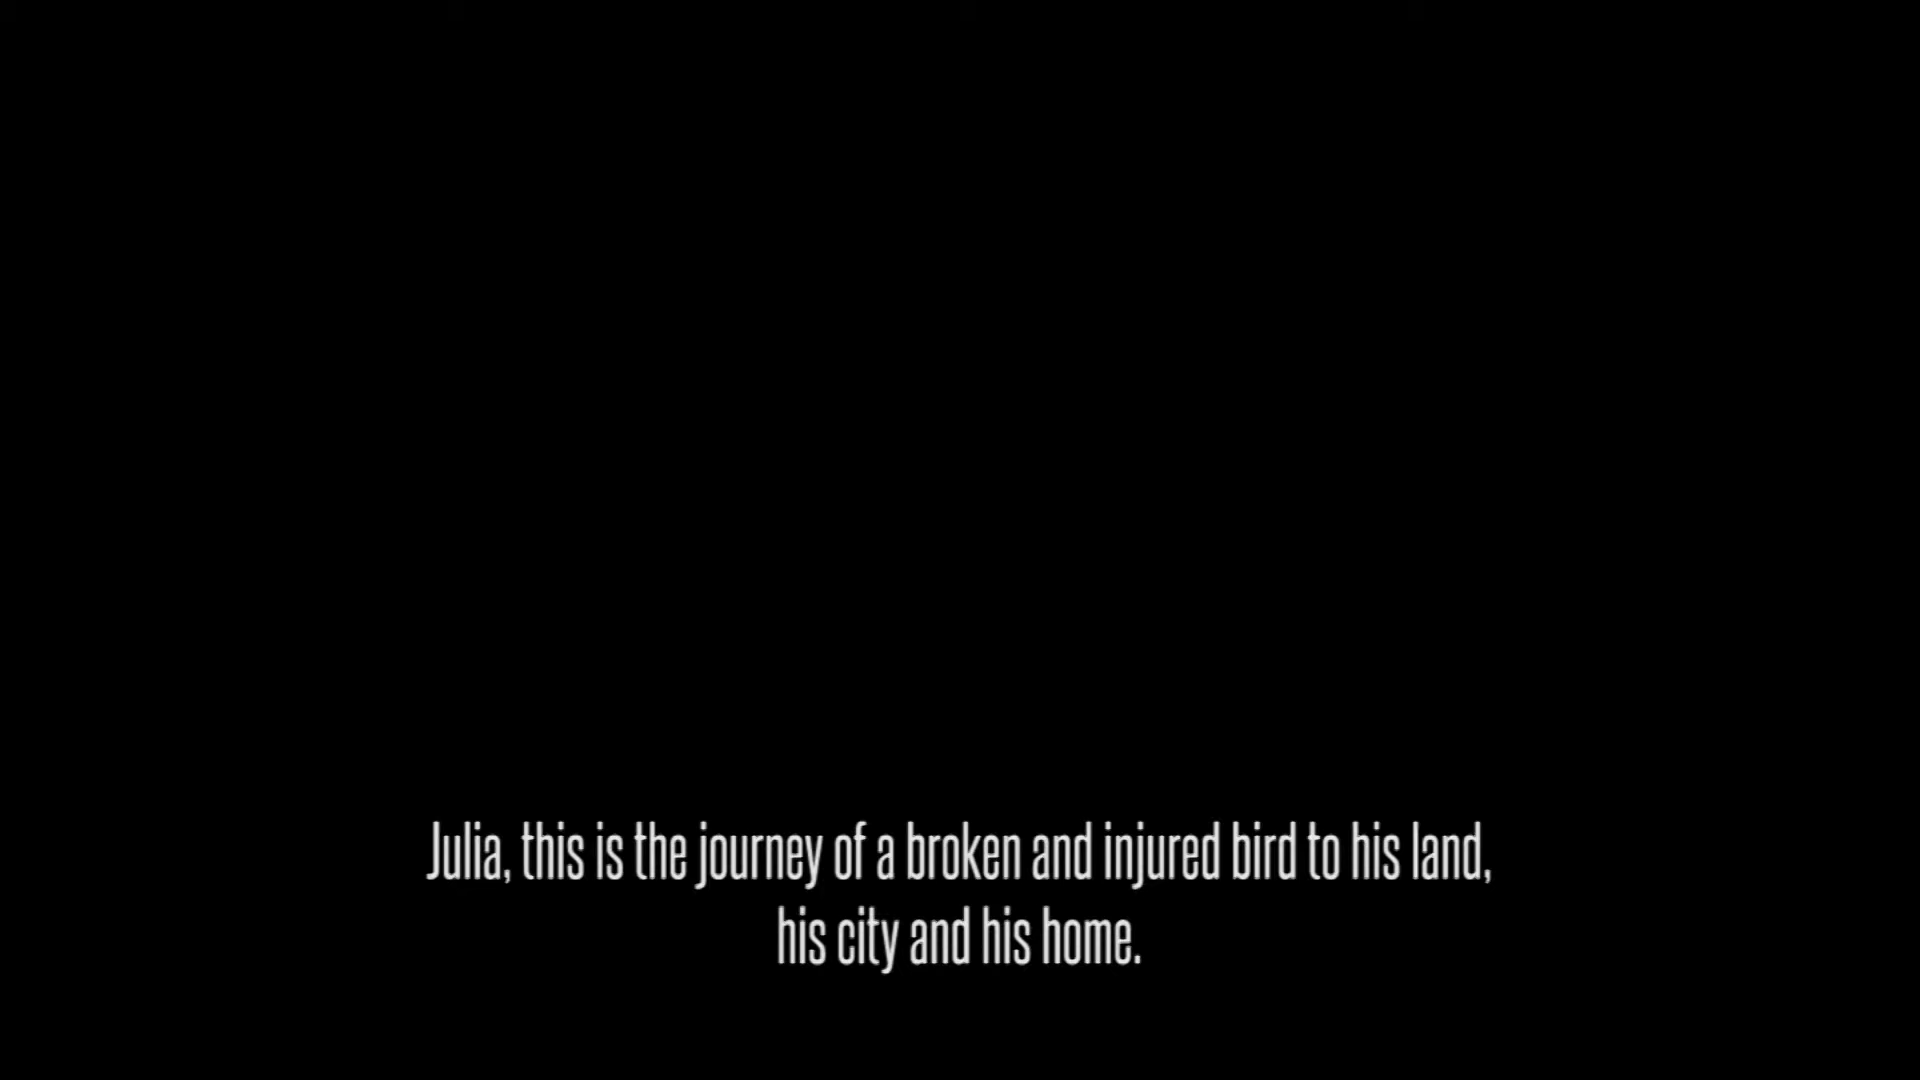 Julia, this is the journey of a broken and injured bird to his land,
his city and his home.